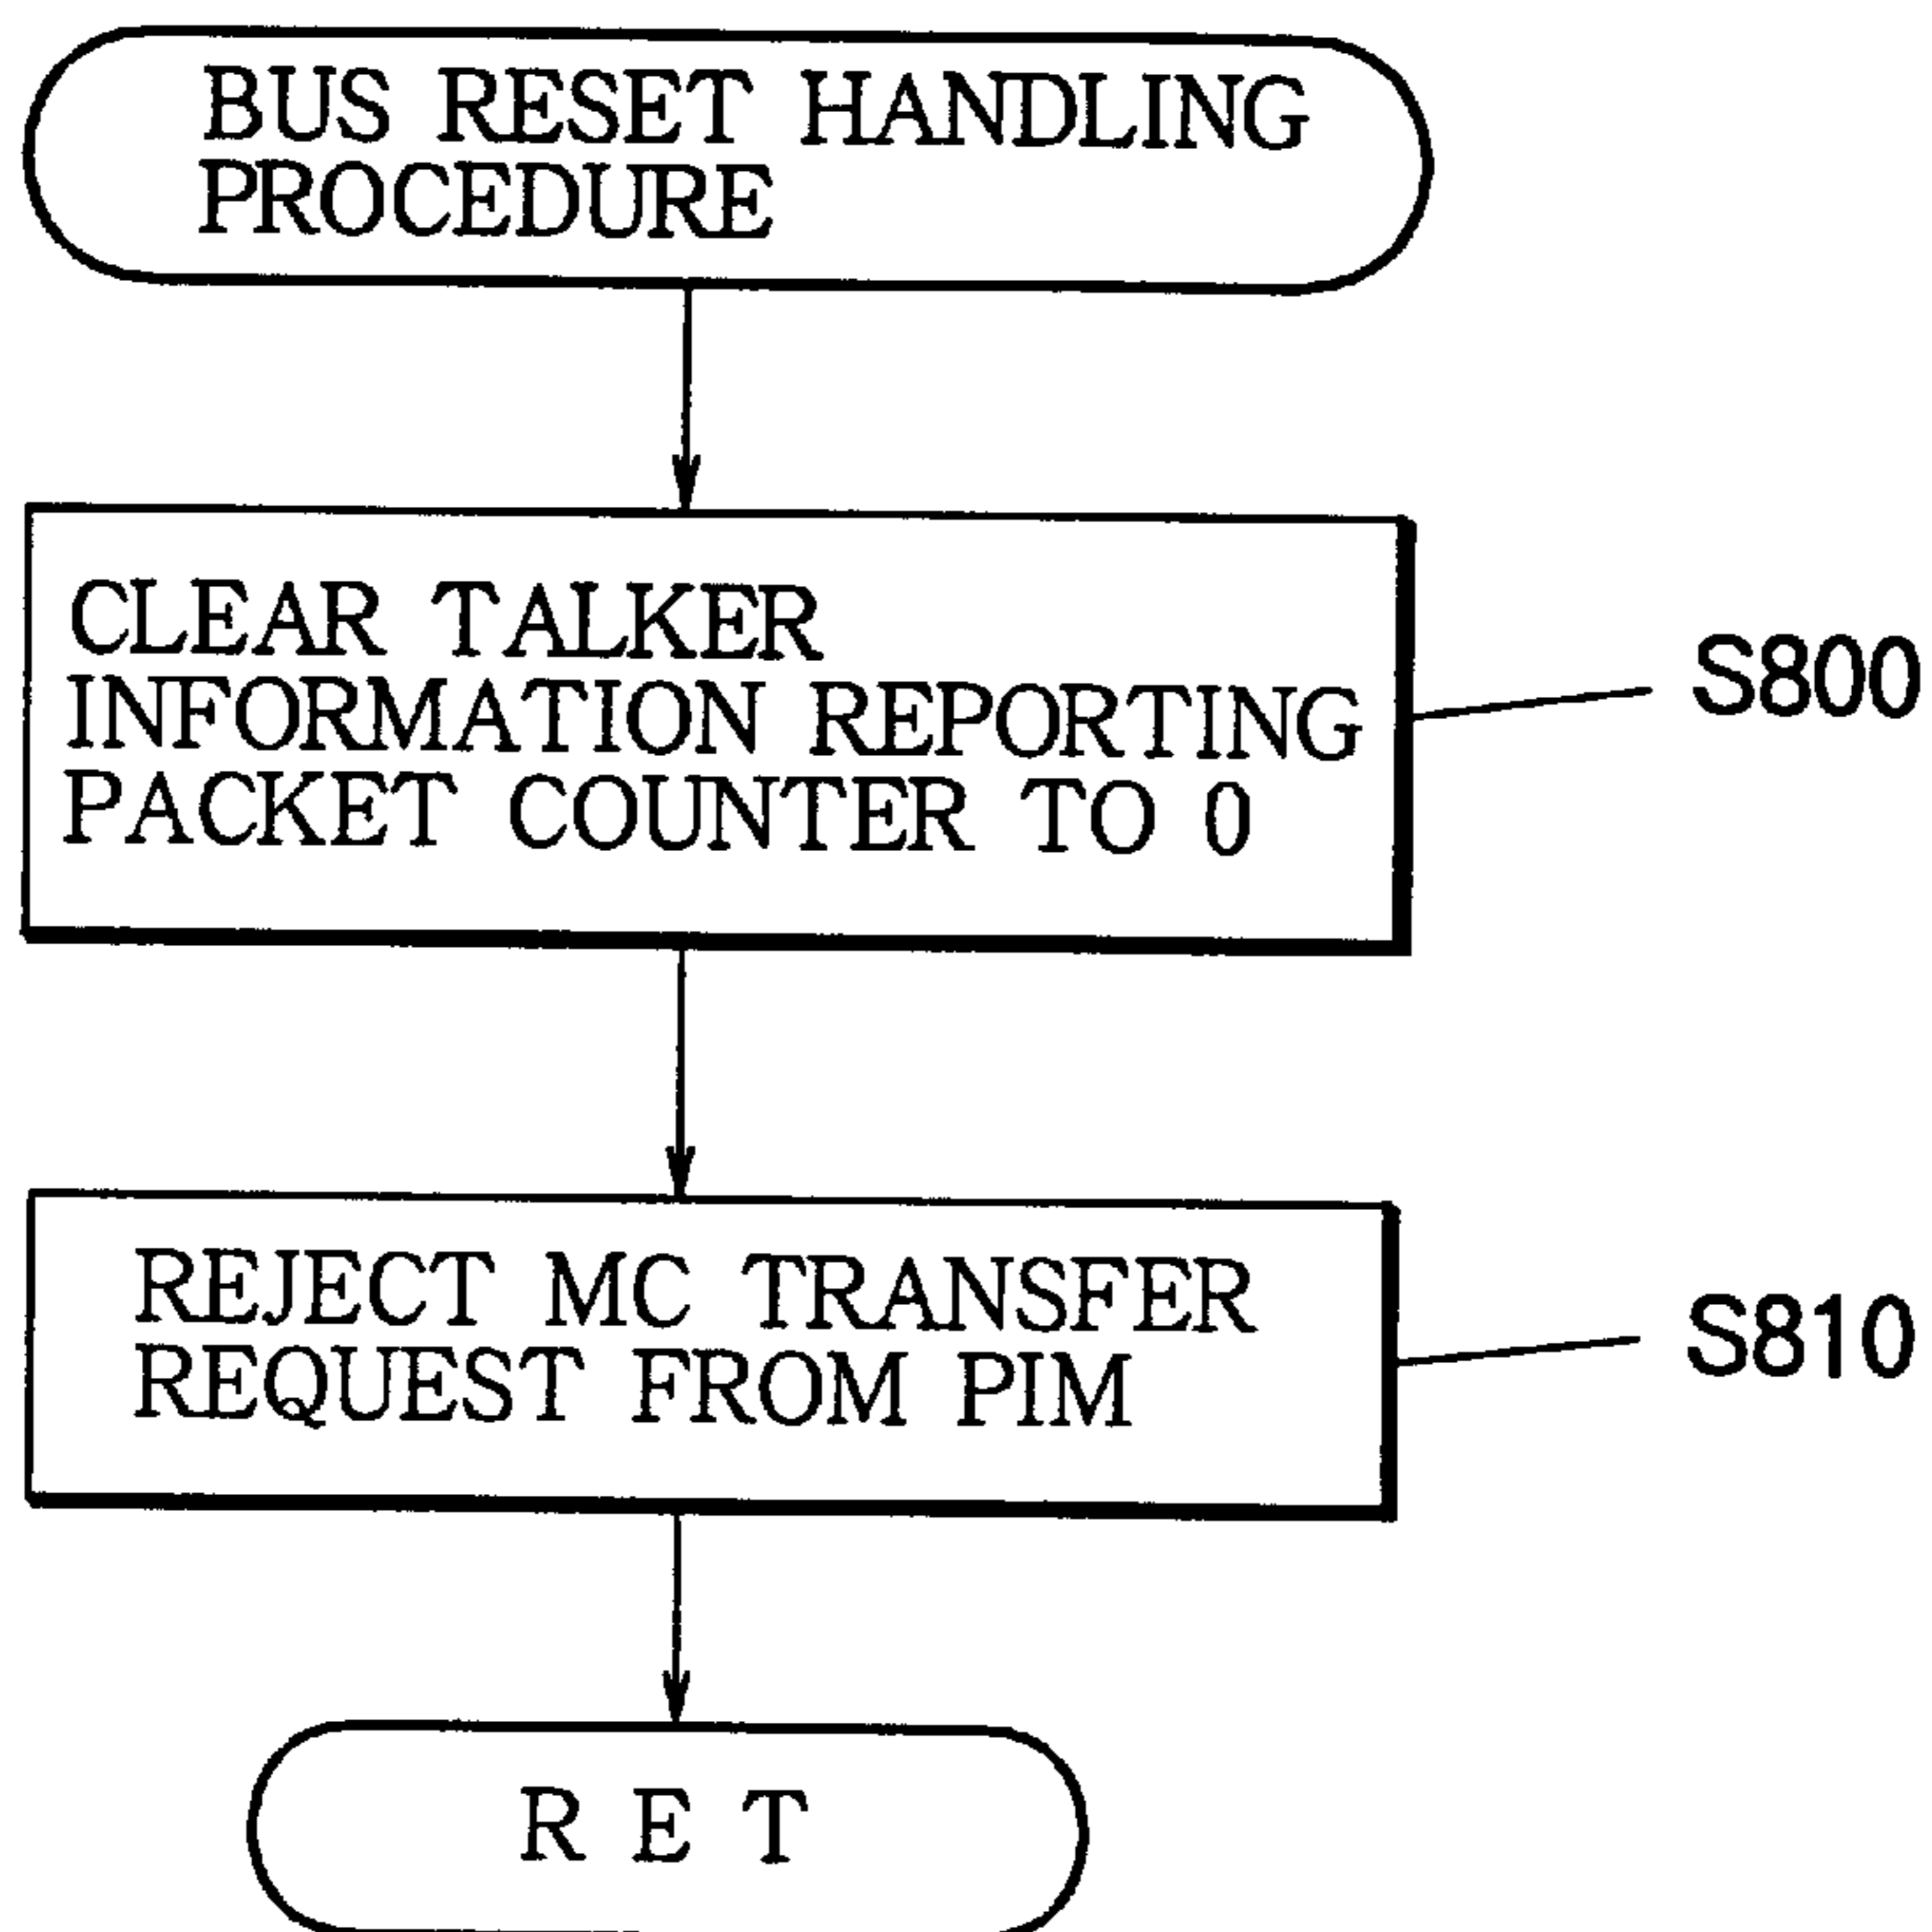 BUS RESET HANDLING
PROCEDURE
CLEAR TALKER
INFORMATION REPORTING
PACKET COUNTER TO 0
S800
REJECT MC TRANSFER
REQUEST FROM PIM
S810
RET